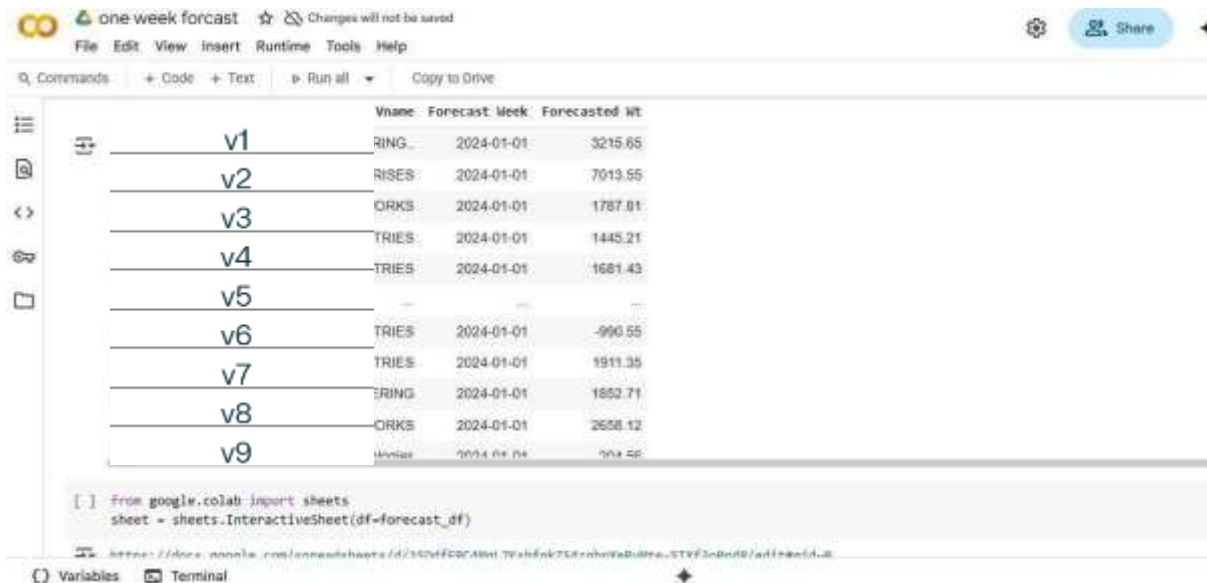 one week forcast Changes will not be saved
File Edit View Insert Runtime Tools Help
Share
Commands + Code + Text Run all Copy to Drive
Vname Forecast Week Forecasted Wt
v1 RING... 2024-01-01 3215.65
v2 RISES 2024-01-01 7013.55
v3 ORKS 2024-01-01 1787.81
v4 TRIES 2024-01-01 1445.21
TRIES 2024-01-01 1681.43
v5 ... ... ...
v6 TRIES 2024-01-01 -990.55
v7 TRIES 2024-01-01 1911.35
ERING 2024-01-01 1852.71
v8 ORKS 2024-01-01 2658.12
v9 2024-01-01 204.56
[ ] from google.colab import sheets
sheet = sheets.InteractiveSheet(df=forecast_df)
{} Variables Terminal